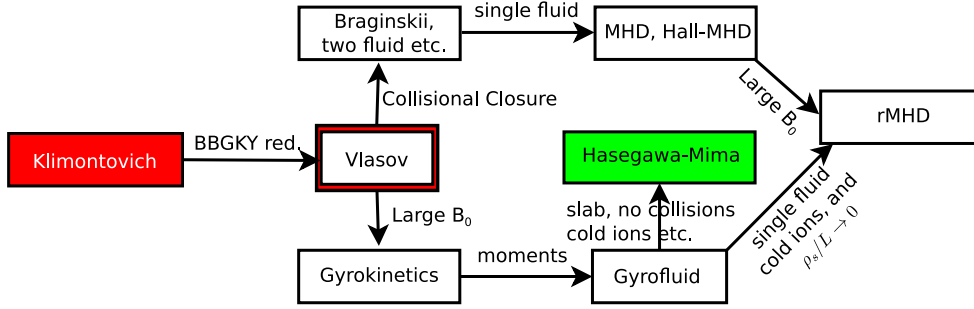 Braginskii,
two fluid etc.
single fluid
MHD, Hall-MHD
Large B₀
Collisional Closure
rMHD
Klimontovich
BBGKY red.
Vlasov
Hasegawa-Mima
Large B₀
slab, no collisions
cold ions etc.
single fluid
cold ions, and
ρₛ/L → 0
Gyrokinetics
moments
Gyrofluid